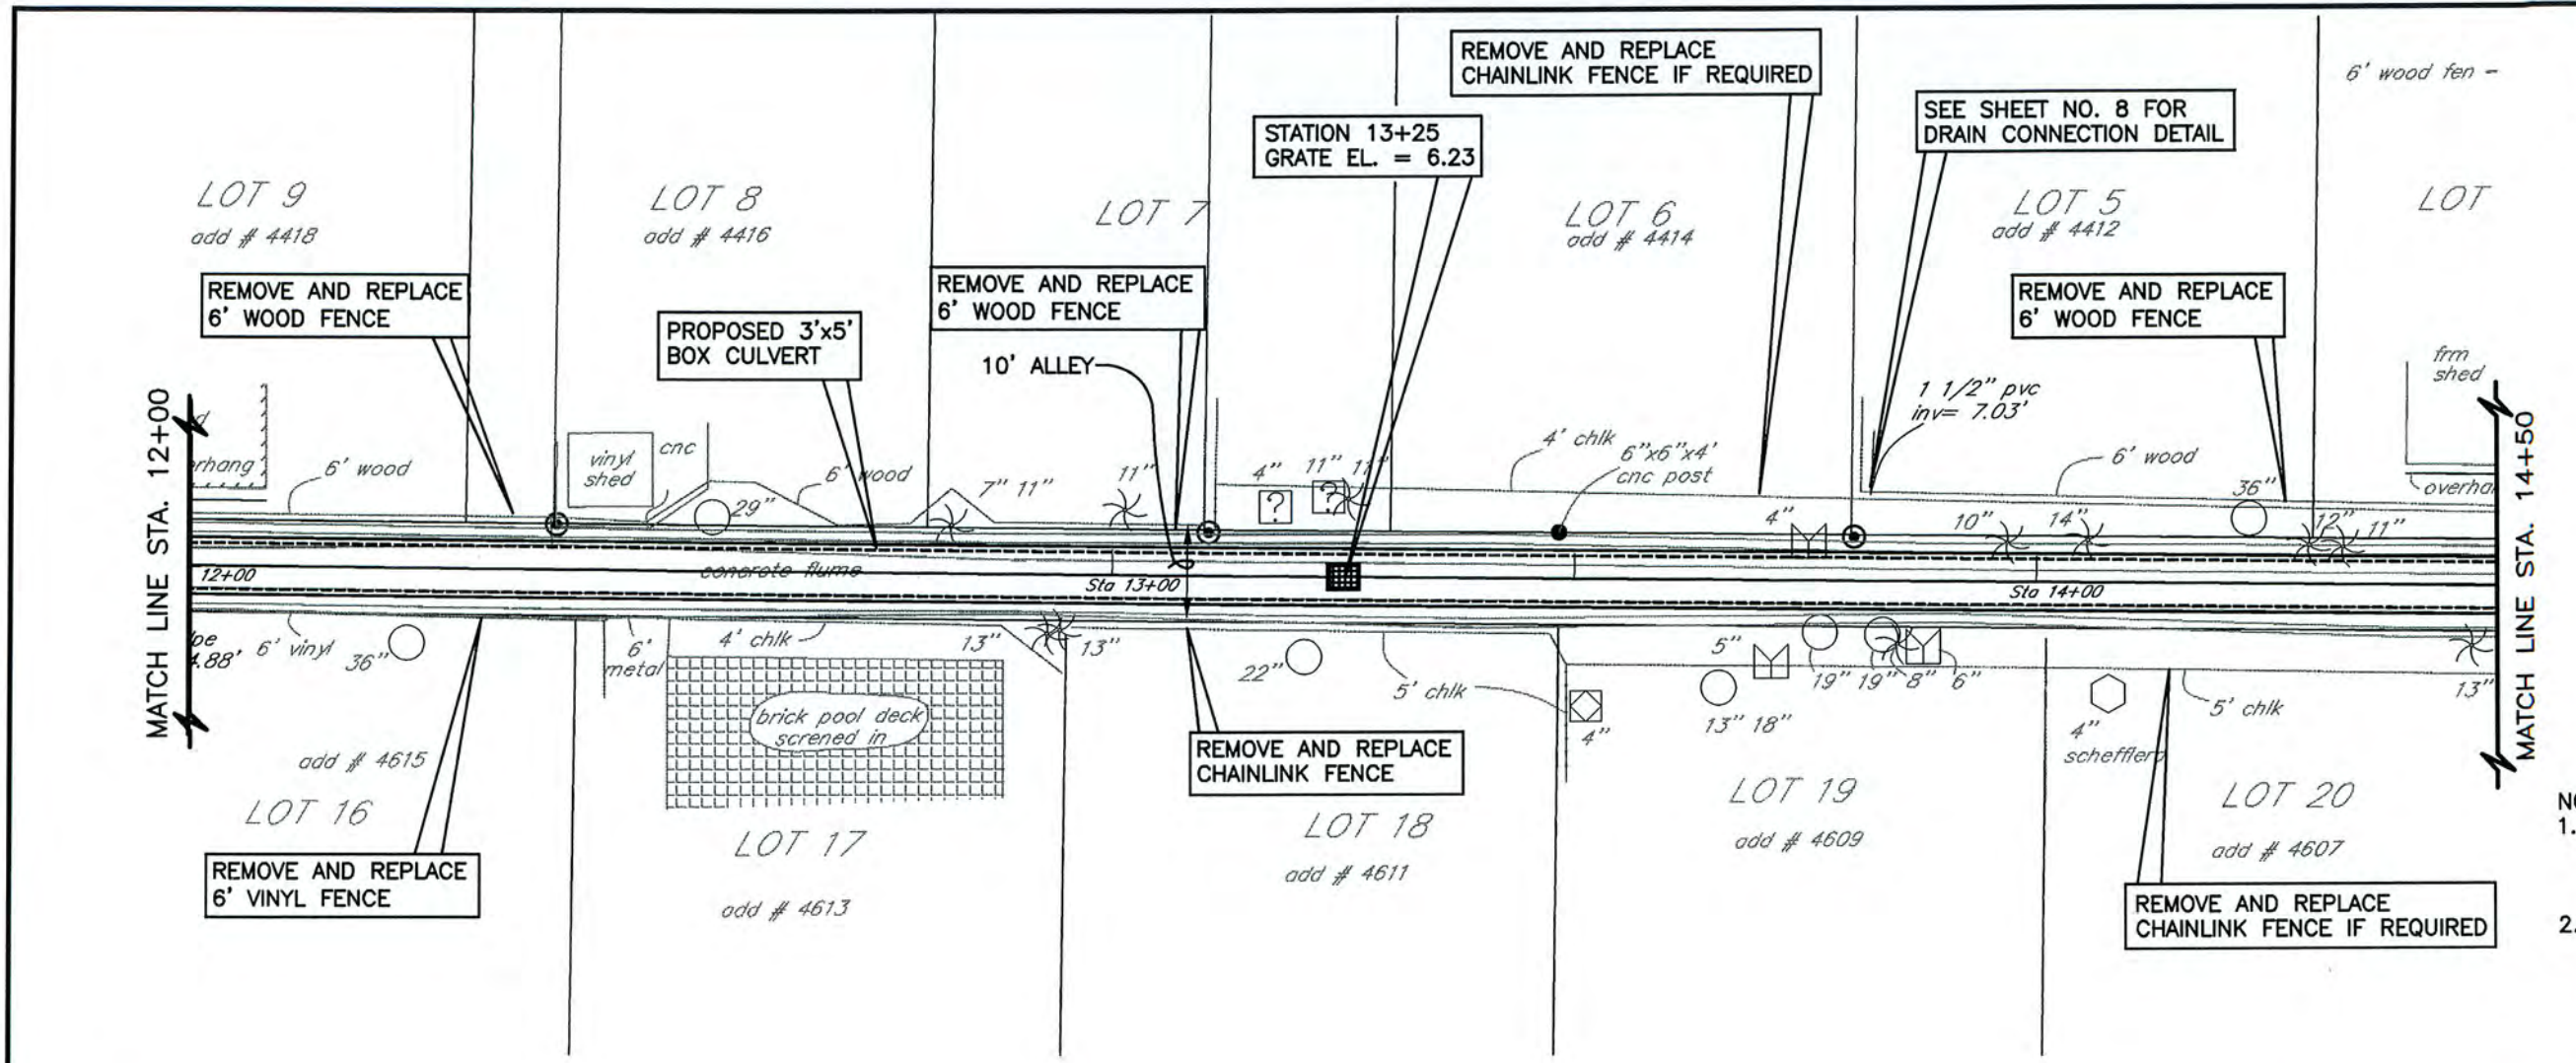 REMOVE AND REPLACE
CHAINLINK FENCE IF REQUIRED
6' wood fen
STATION 13+25
GRATE EL. = 6.23
SEE SHEET NO. 8 FOR
DRAIN CONNECTION DETAIL
LOT 9
add # 4418
LOT 8
add # 4416
LOT 7
LOT 6
add # 4414
LOT 5
add # 4412
LOT
REMOVE AND REPLACE
6' WOOD FENCE
PROPOSED 3'x5'
BOX CULVERT
REMOVE AND REPLACE
6' WOOD FENCE
10' ALLEY
REMOVE AND REPLACE
6' WOOD FENCE
frm
shed
1 1/2" pvc
inv= 7.03'
MATCH LINE STA. 12+00
erhang
6' wood
vinyl
shed
cnc
29"
6' wood
7" 11"
11"
4"
11"
4' chlk
6"x6"x4'
cnc post
4"
10"
14"
6' wood
36"
12"
11"
overha
MATCH LINE STA. 14+50
12+00
concrete flume
Sta 13+00
Sta 14+00
pe
4.88'
6' vinyl
36"
6'
metal
4' chlk
13"
13"
brick pool deck
screned in
22"
5' chlk
4"
5"
13" 18"
19"
19"
8"
6"
4"
schefflera
5' chlk
13"
REMOVE AND REPLACE
CHAINLINK FENCE
add # 4615
LOT 16
LOT 17
add # 4613
LOT 18
add # 4611
LOT 19
add # 4609
LOT 20
add # 4607
REMOVE AND REPLACE
6' VINYL FENCE
REMOVE AND REPLACE
CHAINLINK FENCE IF REQUIRED
1.
2.